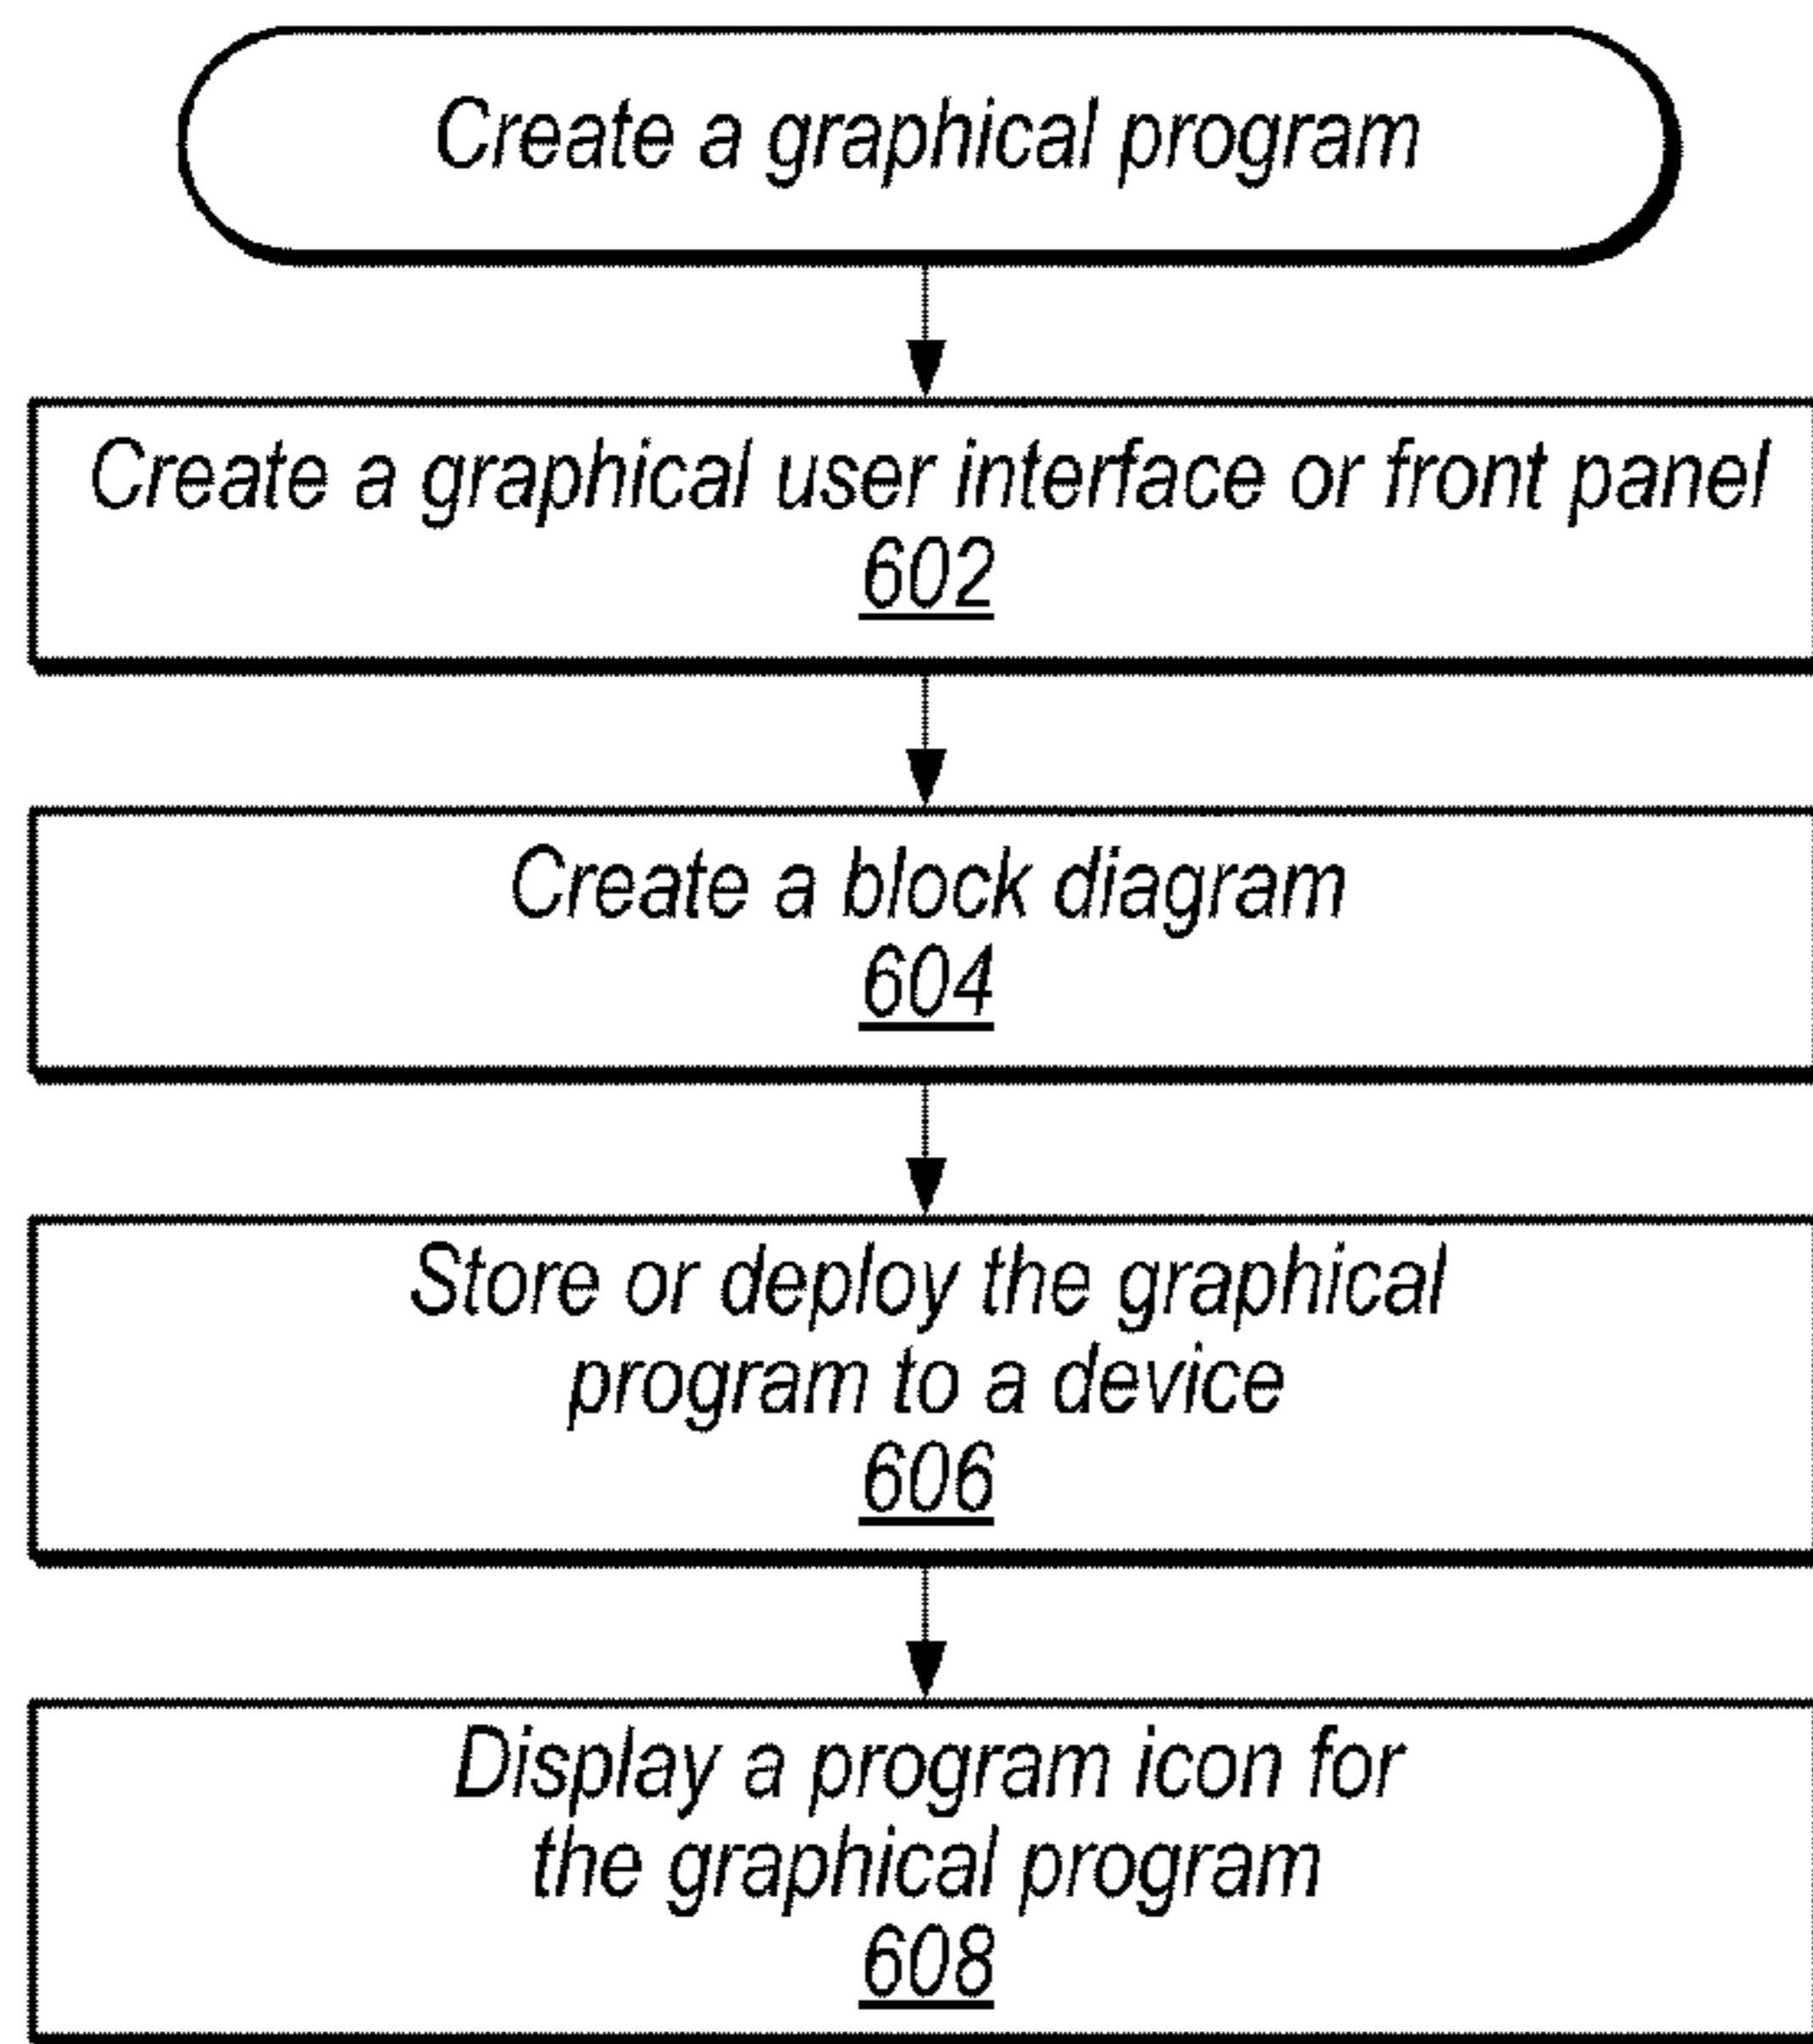 Create a graphical program
Create a graphical user interface or front panel
602
Create a block diagram
604
Store or deploy the graphical
program to a device
606
Display a program icon for
the graphical program
608